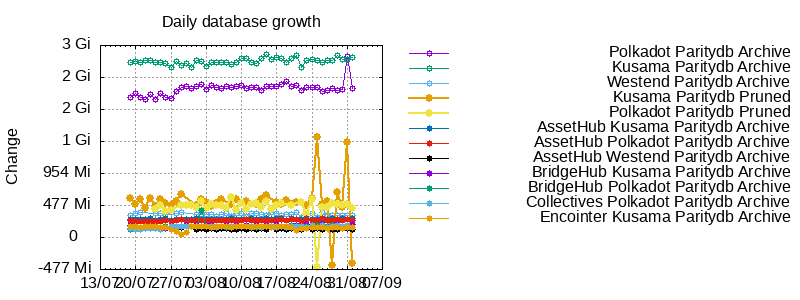 Daily database growth
3 Gi
2 Gi
2 Gi
1 Gi
954 Mi
477 Mi
0
-477 Mi
Change
13/07 20/07 27/07 03/08 10/08 17/08 24/08 31/08 07/09
Polkadot Paritydb Archive
Kusama Paritydb Archive
Westend Paritydb Archive
Kusama Paritydb Pruned
Polkadot Paritydb Pruned
AssetHub Kusama Paritydb Archive
AssetHub Polkadot Paritydb Archive
AssetHub Westend Paritydb Archive
BridgeHub Kusama Paritydb Archive
BridgeHub Polkadot Paritydb Archive
Collectives Polkadot Paritydb Archive
Encointer Kusama Paritydb Archive